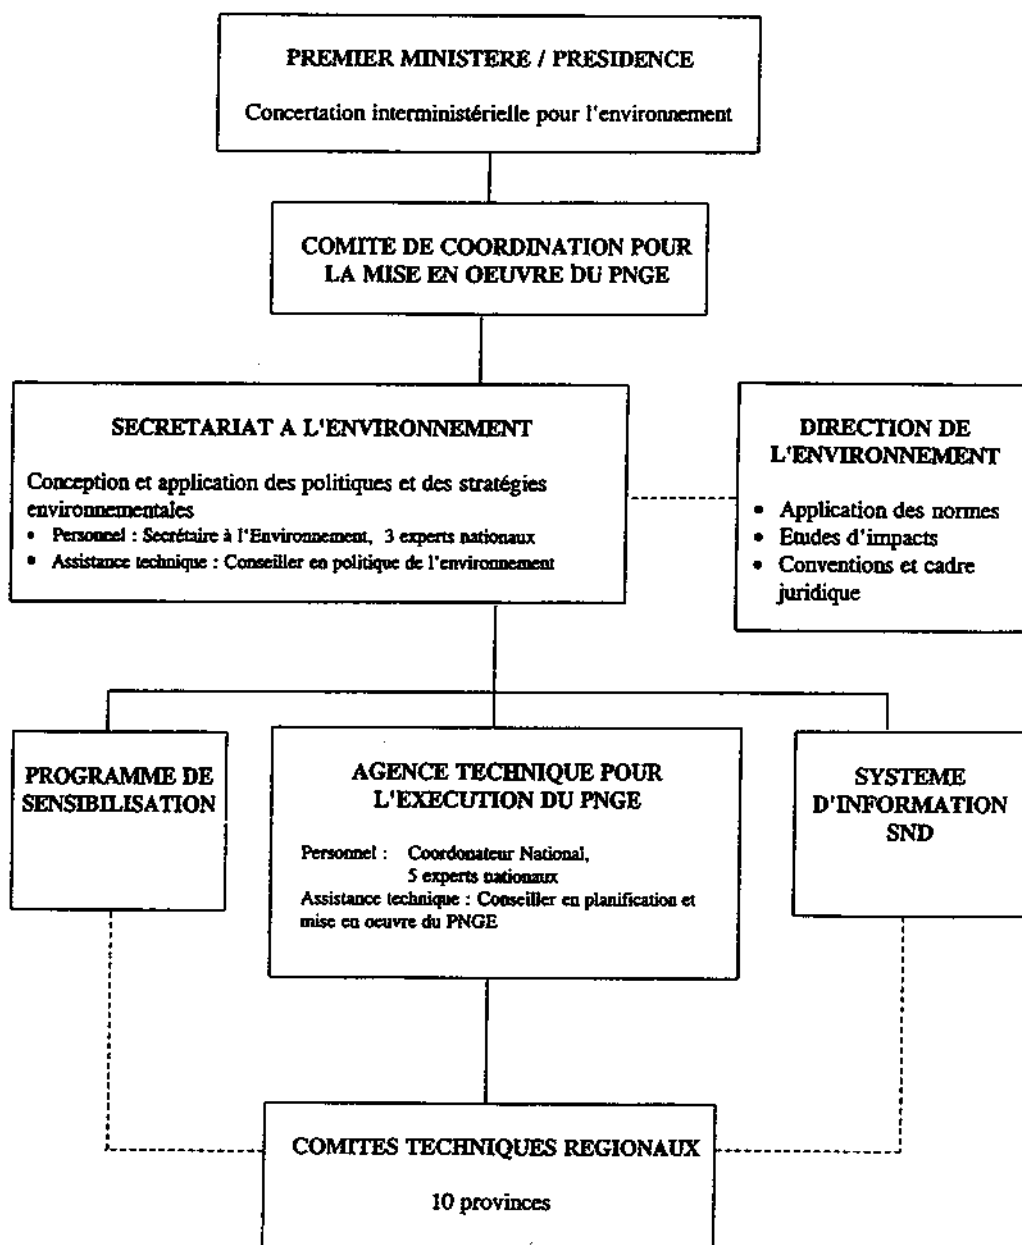 PREMIER MINISTERE / PRESIDENCE
Concertation interministérielle pour l'environnement
COMITE DE COORDINATION POUR
LA MISE EN OEUVRE DU PNGE
SECRETARIAT A L'ENVIRONNEMENT
Conception et application des politiques et des stratégies
environnementales
• Personnel : Secrétaire à l'Environnement, 3 experts nationaux
• Assistance technique : Conseiller en politique de l'environnement
DIRECTION DE
L'ENVIRONNEMENT
• Application des normes
• Etudes d'impacts
• Conventions et cadre
juridique
PROGRAMME DE
SENSIBILISATION
AGENCE TECHNIQUE POUR
L'EXECUTION DU PNGE
Personnel : Coordonateur National,
5 experts nationaux
Assistance technique : Conseiller en planification et
mise en oeuvre du PNGE
SYSTEME
D'INFORMATION
SND
COMITES TECHNIQUES REGIONAUX
10 provinces